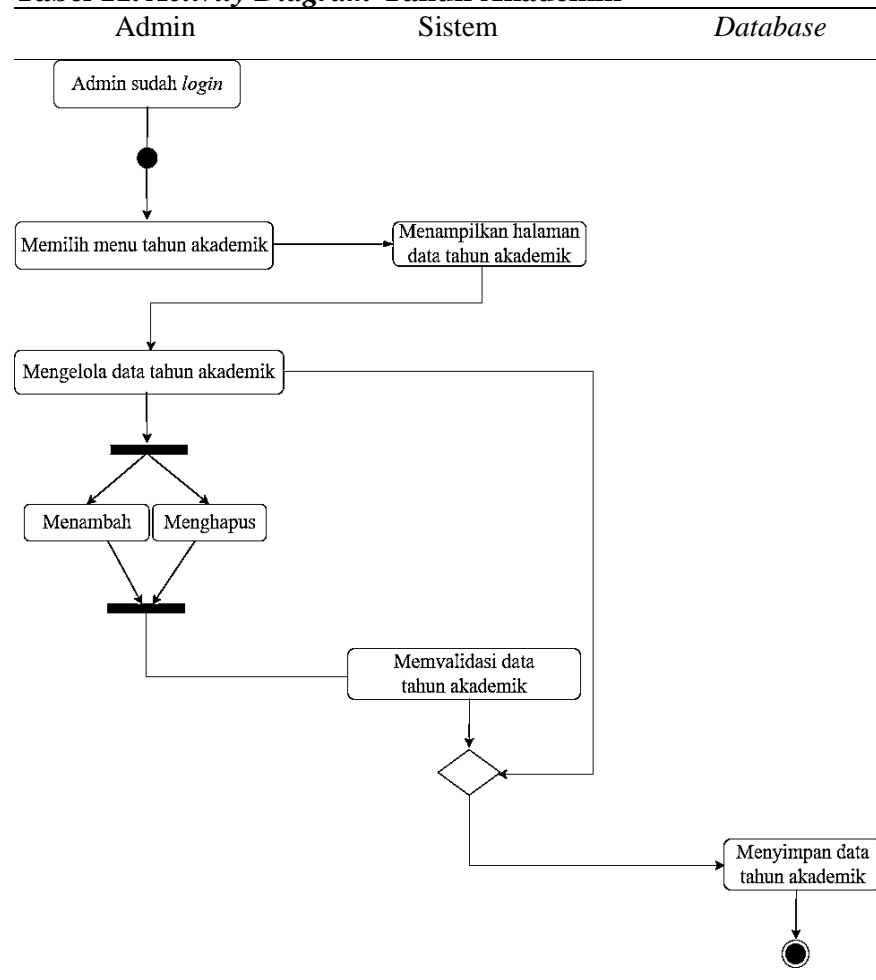 Admin Sistem Database
Admin sudah login
Memilih menu tahun akademik
Menampilkan halaman
data tahun akademik
Mengelola data tahun akademik
Menambah
Menghapus
Memvalidasi data
tahun akademik
Menyimpan data
tahun akademik